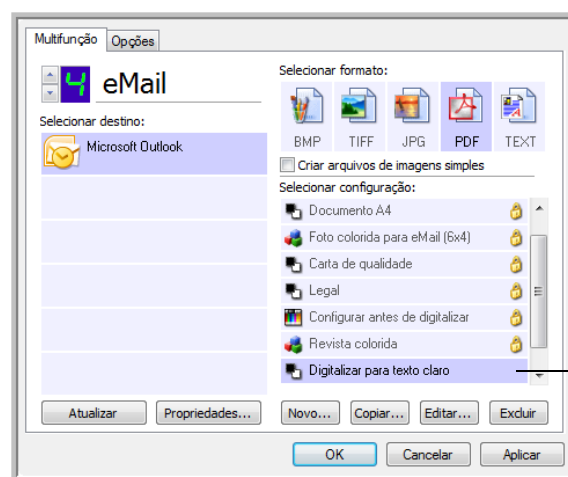 Multifunção Opções
4 eMail
Selecionar destino:
Microsoft Outlook
Selecionar formato:
BMP TIFF JPG PDF TEXT
Criar arquivos de imagens simples
Selecionar configuração:
Documento A4
Foto colorida para eMail (6x4)
Carta de qualidade
Legal
Configurar antes de digitalizar
Revista colorida
Digitalizar para texto claro
Atualizar Propriedades... Novo... Copiar... Editar... Excluir
OK Cancelar Aplicar